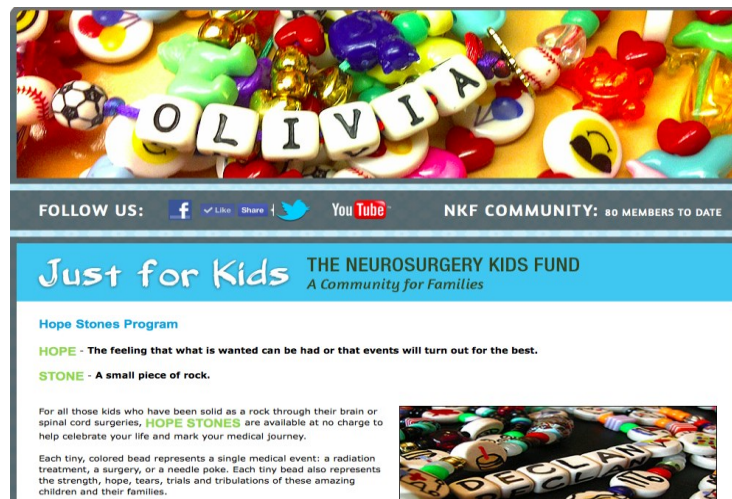 OLIVIA
FOLLOW US:
f
Like Share
You Tube
NKF COMMUNITY: 80 MEMBERS TO DATE
Just for Kids
THE NEUROSURGERY KIDS FUND
A Community for Families
Hope Stones Program
HOPE - The feeling that what is wanted can be had or that events will turn out for the best.
STONE - A small piece of rock.
For all those kids who have been solid as a rock through their brain or
spinal cord surgeries, HOPE STONES are available at no charge to
help celebrate your life and mark your medical journey.
Each tiny, colored bead represents a single medical event: a radiation
treatment, a surgery, or a needle poke. Each tiny bead also represents
the strength, hope, tears, trials and tribulations of these amazing
children and their families.
DECLAN